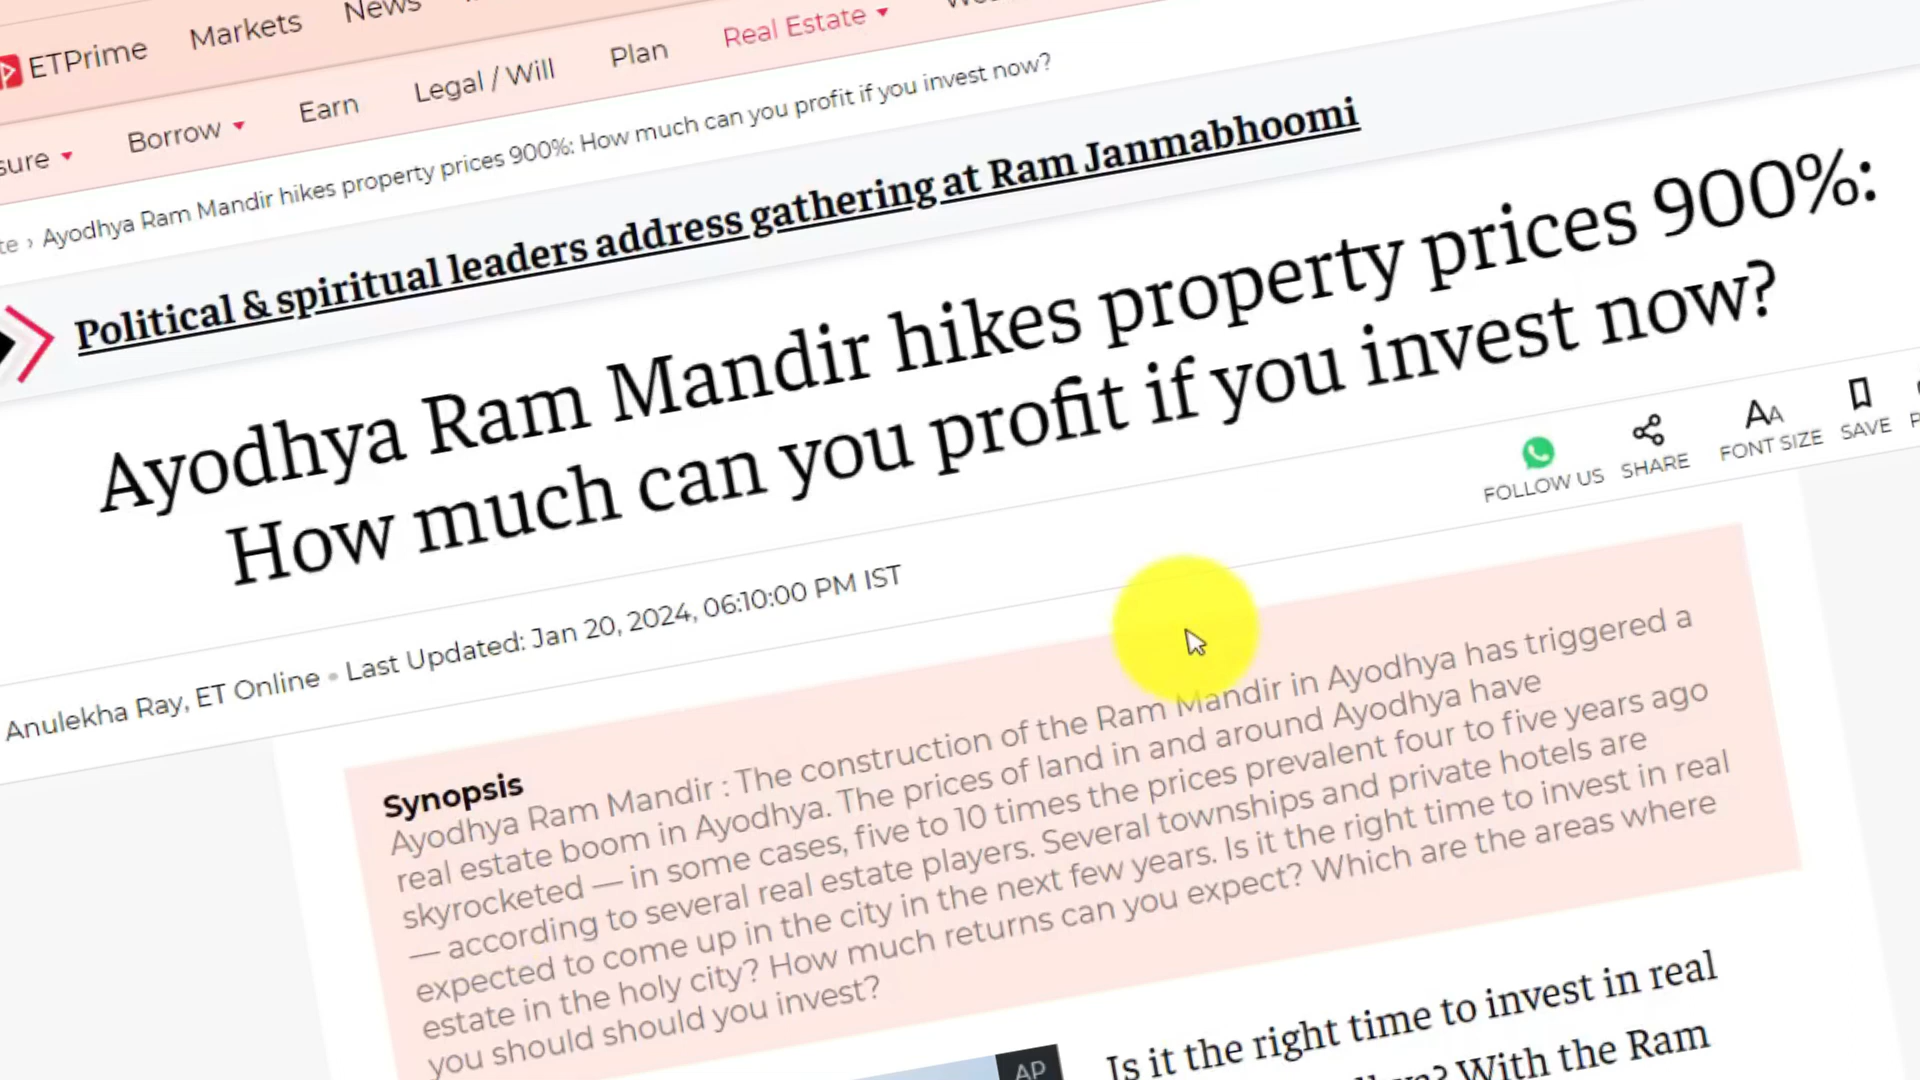 ETPrime Markets News
Borrow Earn Legal / Will Plan Real Estate
Ayodhya Ram Mandir hikes property prices 900%: How much can you profit if you invest now?
Political & spiritual leaders address gathering at Ram Janmabhoomi
Ayodhya Ram Mandir hikes property prices 900%:
How much can you profit if you invest now?
FOLLOW US SHARE FONT SIZE SAVE
Anulekha Ray, ET Online • Last Updated: Jan 20, 2024, 06:10:00 PM IST
Synopsis
Ayodhya Ram Mandir : The construction of the Ram Mandir in Ayodhya has triggered a
real estate boom in Ayodhya. The prices of land in and around Ayodhya have
skyrocketed — in some cases, five to 10 times the prices prevalent four to five years ago
— according to several real estate players. Several townships and private hotels are
expected to come up in the city in the next few years. Is it the right time to invest in real
estate in the holy city? How much returns can you expect? Which are the areas where
you should should you invest?
AP
Is it the right time to invest in real
With the Ram